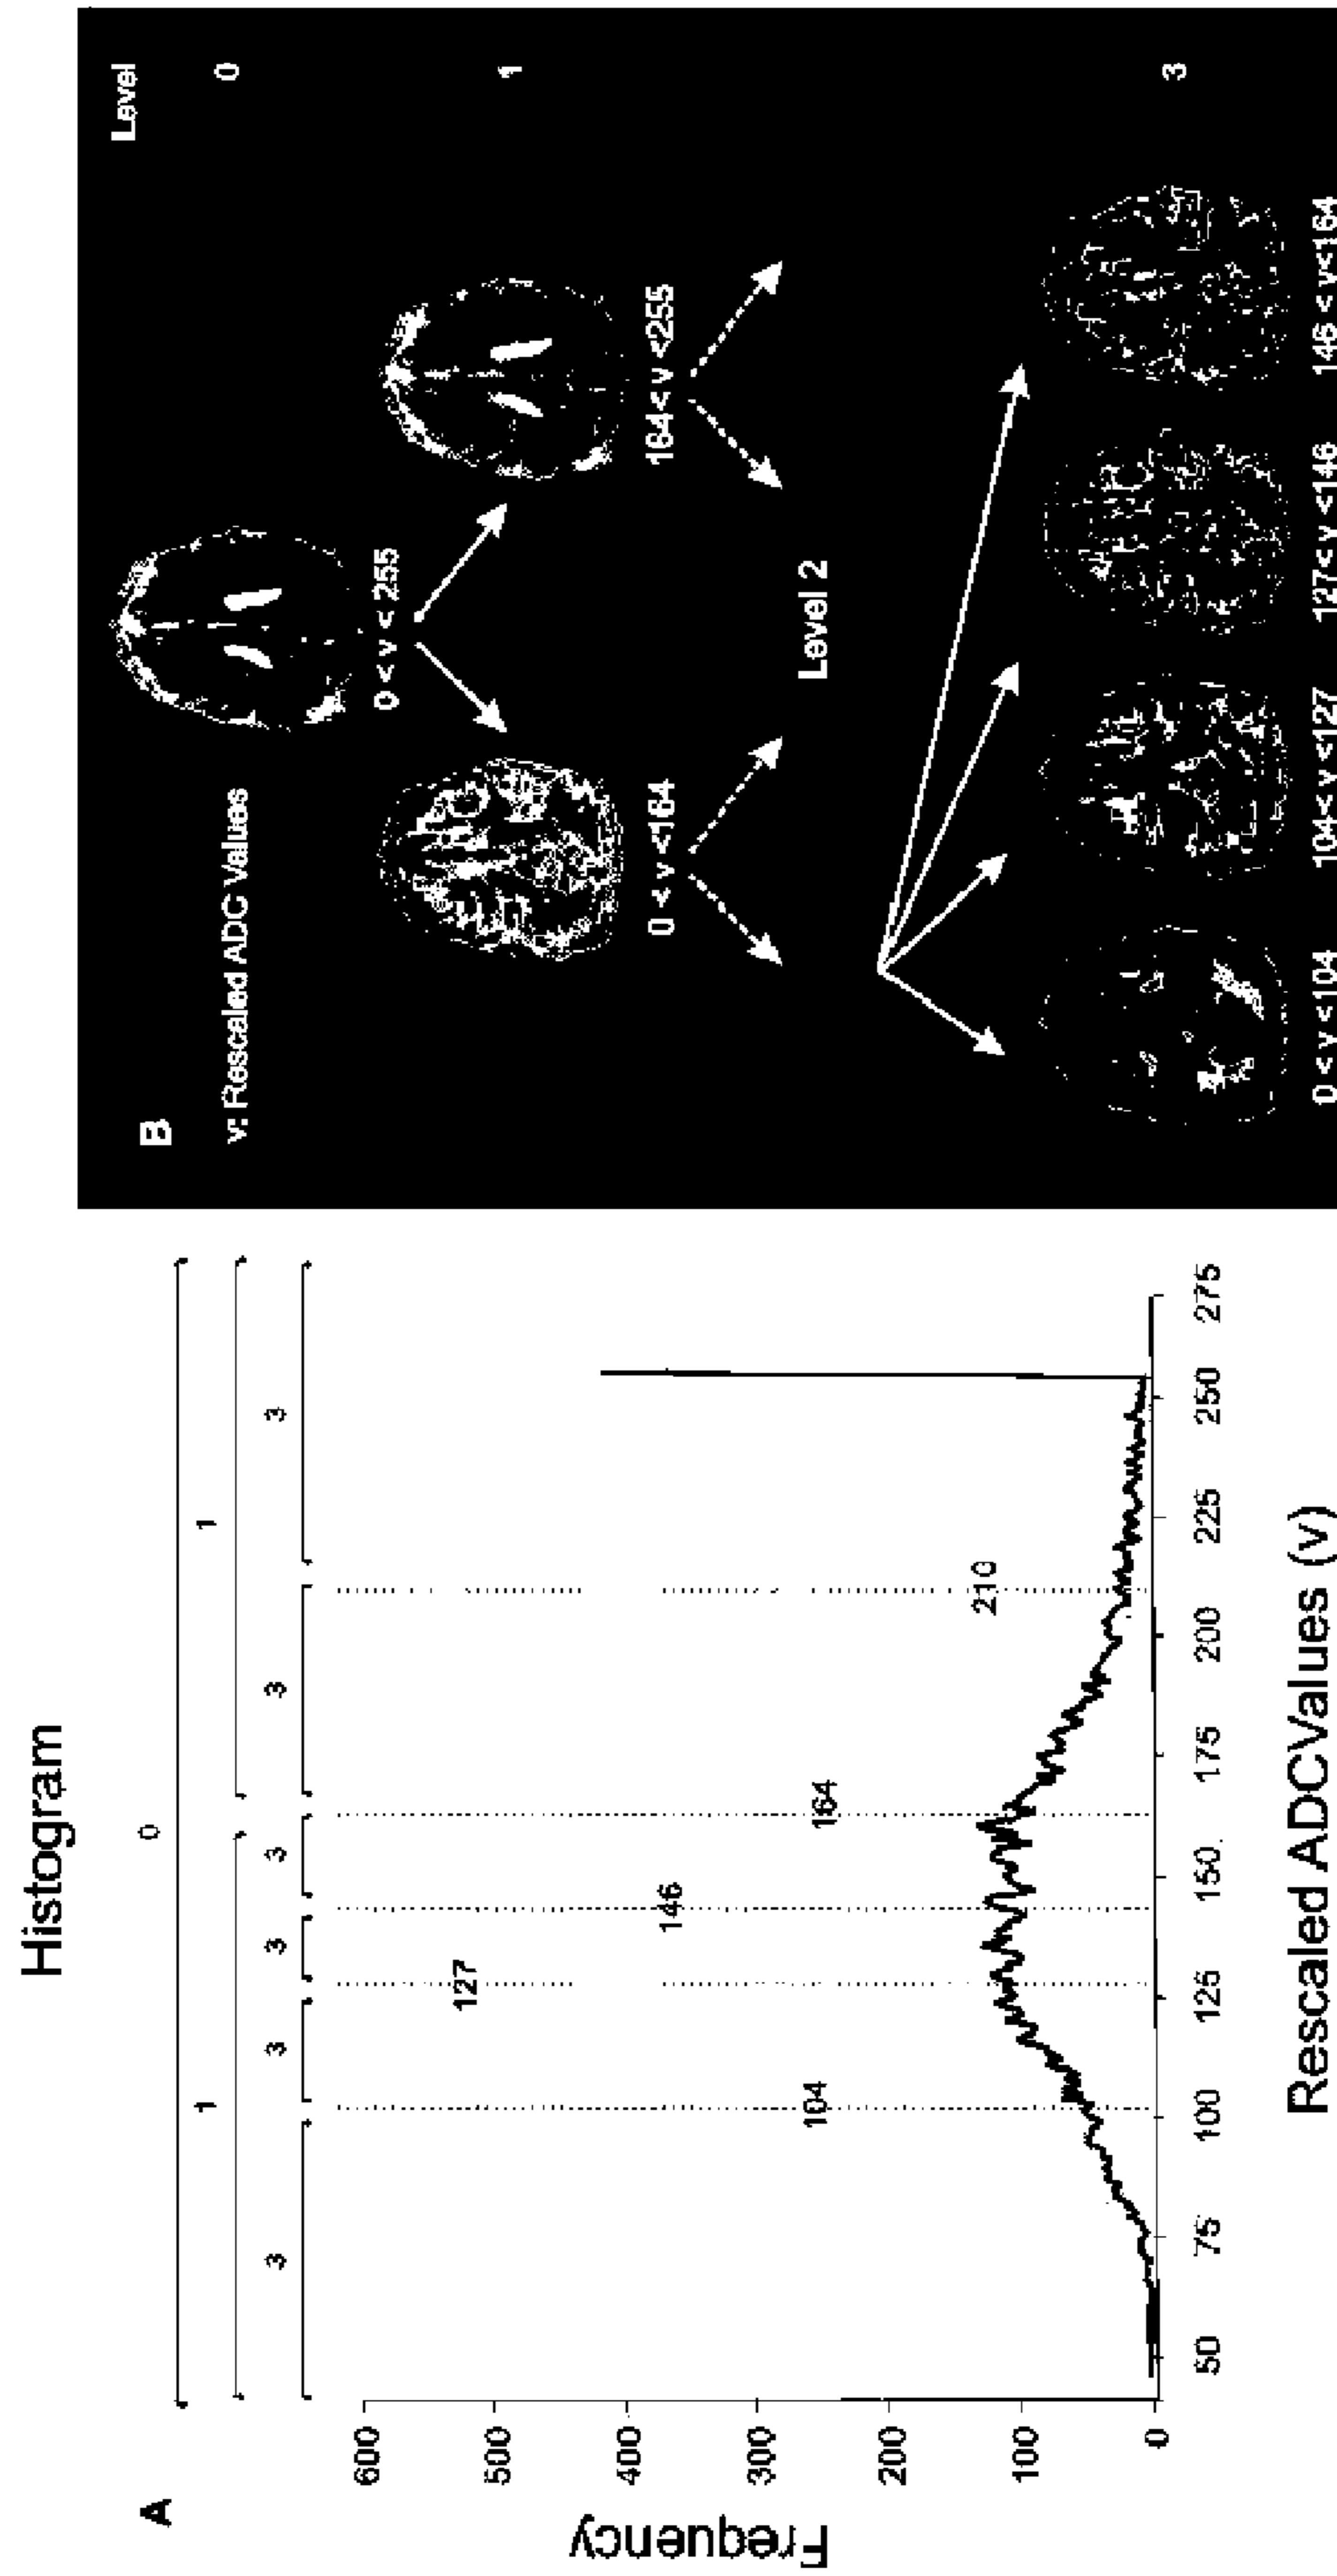 Histogram
A
0
1
1
3
3
3
3
3
3
600
500
400
300
200
100
0
Frequency
104
127
146
164
210
50
75
100
125
150
175
200
225
250
275
Rescaled ADCValues (v)
B
Level
v: Rescaled ADC Values
0
0 < v < 255
1
0 < v <164
164< v <255
Level 2
3
0 < v <104
104< v <127
127< v <146
146 < v<164